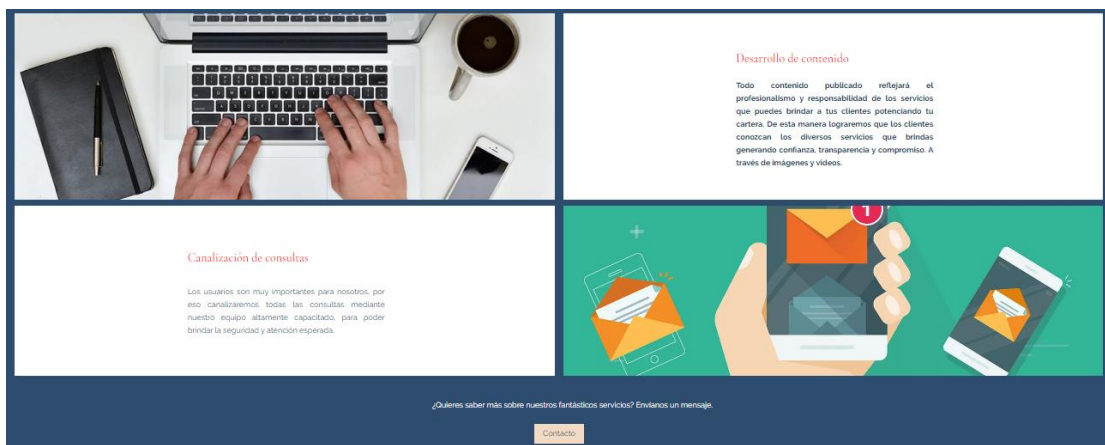 Desarrollo de contenido
Todo contenido publicado reflejará el
profesionalismo y responsabilidad de los servicios
que puedes brindar a tus clientes potenciando tu
cartera. De esta manera lograremos que los clientes
conozcan los diversos servicios que brindas
generando confianza, transparencia y compromiso. A
través de imágenes y videos.
1
Canalización de consultas
Los usuarios son muy importantes para nosotros, por
eso canalizaremos todas las consultas mediante
nuestro equipo altamente capacitado, para poder
brindar la seguridad y atención esperada.
¿Quieres saber más sobre nuestros fantásticos servicios? Envíanos un mensaje.
Contacto